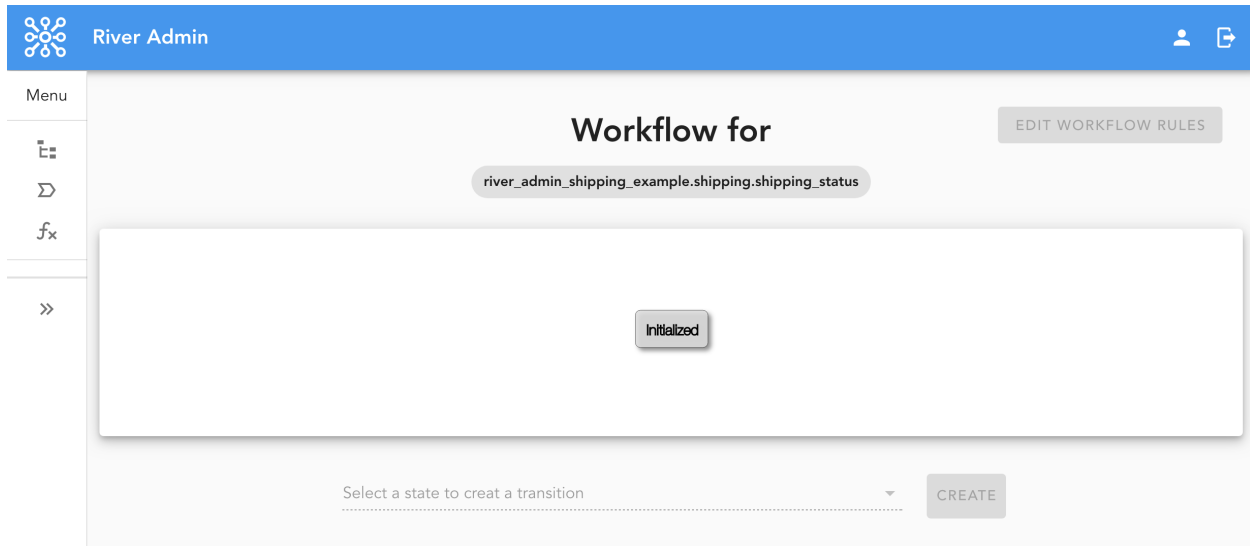 River Admin
Menu
Workflow for
EDIT WORKFLOW RULES
river_admin_shipping_example.shipping.shipping_status
Initialized
Select a state to creat a transition
CREATE